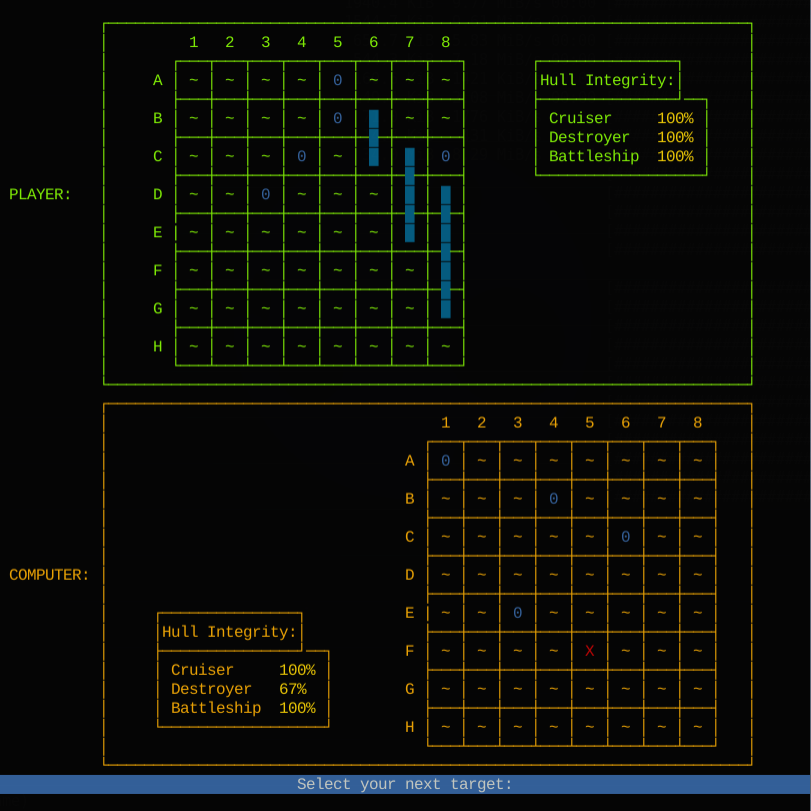 1 2 3 4 5 6 7 8
A ~ ~ ~ ~ 0 ~ ~ ~ Hull Integrity:
B ~ ~ ~ ~ 0 ~ ~ Cruiser 100%
Destroyer 100%
C ~ ~ ~ 0 ~ 0 Battleship 100%
PLAYER: D ~ ~ 0 ~ ~ ~
E ~ ~ ~ ~ ~ ~
F ~ ~ ~ ~ ~ ~ ~
G ~ ~ ~ ~ ~ ~ ~
H ~ ~ ~ ~ ~ ~ ~ ~
1 2 3 4 5 6 7 8
A 0 ~ ~ ~ ~ ~ ~ ~
B ~ ~ ~ 0 ~ ~ ~ ~
C ~ ~ ~ ~ ~ 0 ~ ~
COMPUTER: D ~ ~ ~ ~ ~ ~ ~ ~
E ~ ~ 0 ~ ~ ~ ~ ~
Hull Integrity:
F ~ ~ ~ ~ X ~ ~ ~
Cruiser 100%
Destroyer 67% G ~ ~ ~ ~ ~ ~ ~ ~
Battleship 100%
H ~ ~ ~ ~ ~ ~ ~ ~
Select your next target: